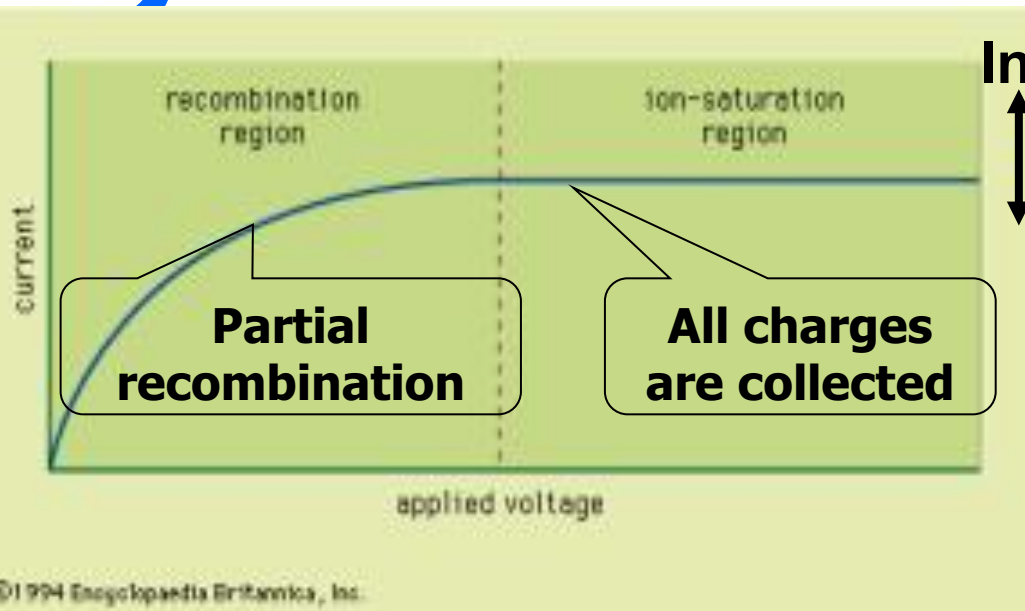 In
recombination
region
ion-saturation
region
current
Partial
recombination
All charges
are collected
applied voltage
©1994 Encyclopaedia Britannica, Inc.